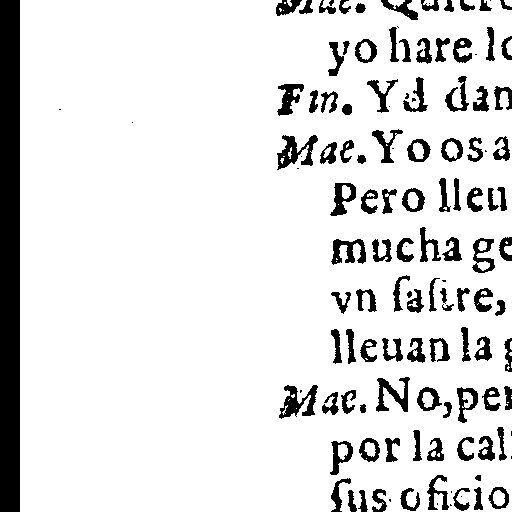 Mae. Quiero
yo hare lo
Fin. Yd dan
Mae. Yo os a
Pero lleu
mucha ge
vn ſaſtre,
lleuan la g
Mae. No, per
por la cal
ſus oficio